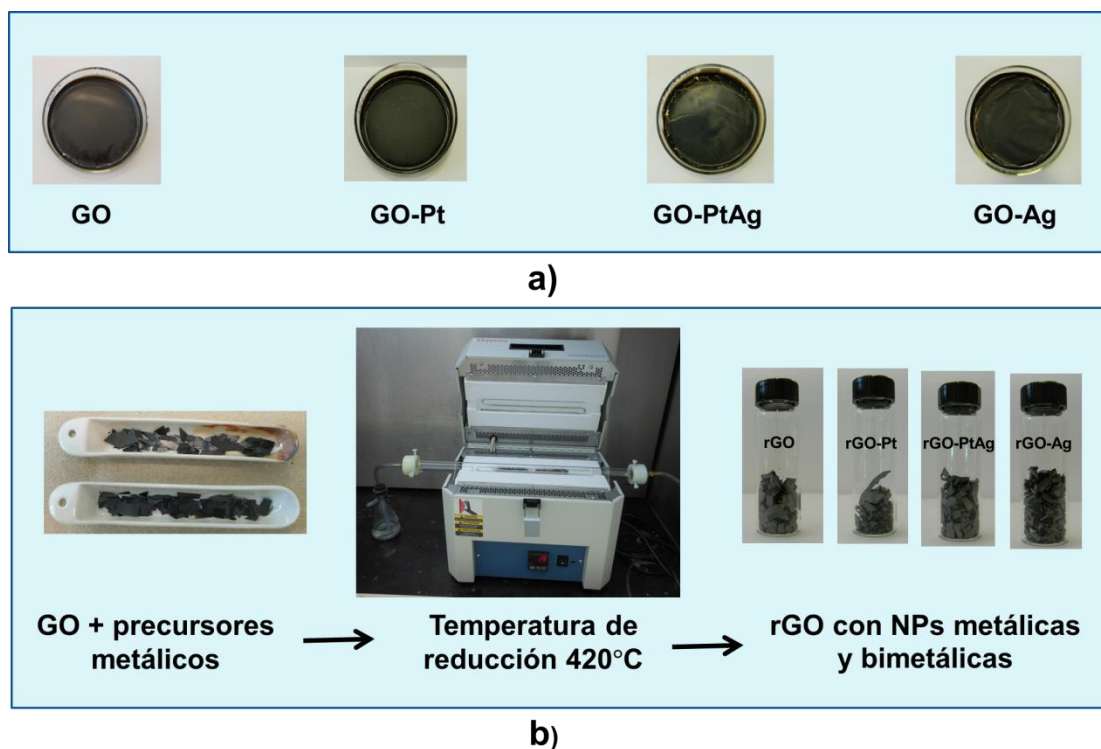 GO
GO-Pt
GO-PtAg
GO-Ag
a)
rGO
rGO-Pt
rGO-PtAg
rGO-Ag
GO + precursores
metálicos
Temperatura de
reducción 420°C
rGO con NPs metálicas
y bimetálicas
b)